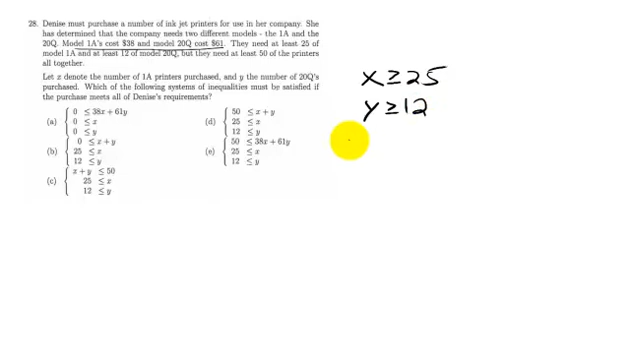 28. Denise must purchase a number of ink jet printers for use in her company. She
has determined that the company needs two different models - the 1A and the
20Q. Model 1A's cost $38 and model 20Q cost $61. They need at least 25 of
model 1A and at least 12 of model 20Q, but they need at least 50 of the printers
all together.
Let x denote the number of 1A printers purchased, and y the number of 20Q's
purchased. Which of the following systems of inequalities must be satisfied if
the purchase meets all of Denise's requirements?
(a) { 0 ≤ 38x + 61y
0 ≤ x
0 ≤ y
(b) { 0 ≤ x + y
25 ≤ x
12 ≤ y
(c) { x + y ≤ 50
25 ≤ x
12 ≤ y
(d) { 50 ≤ x + y
25 ≤ x
12 ≤ y
(e) { 50 ≤ 38x + 61y
25 ≤ x
12 ≤ y
x ≥ 25
y ≥ 12